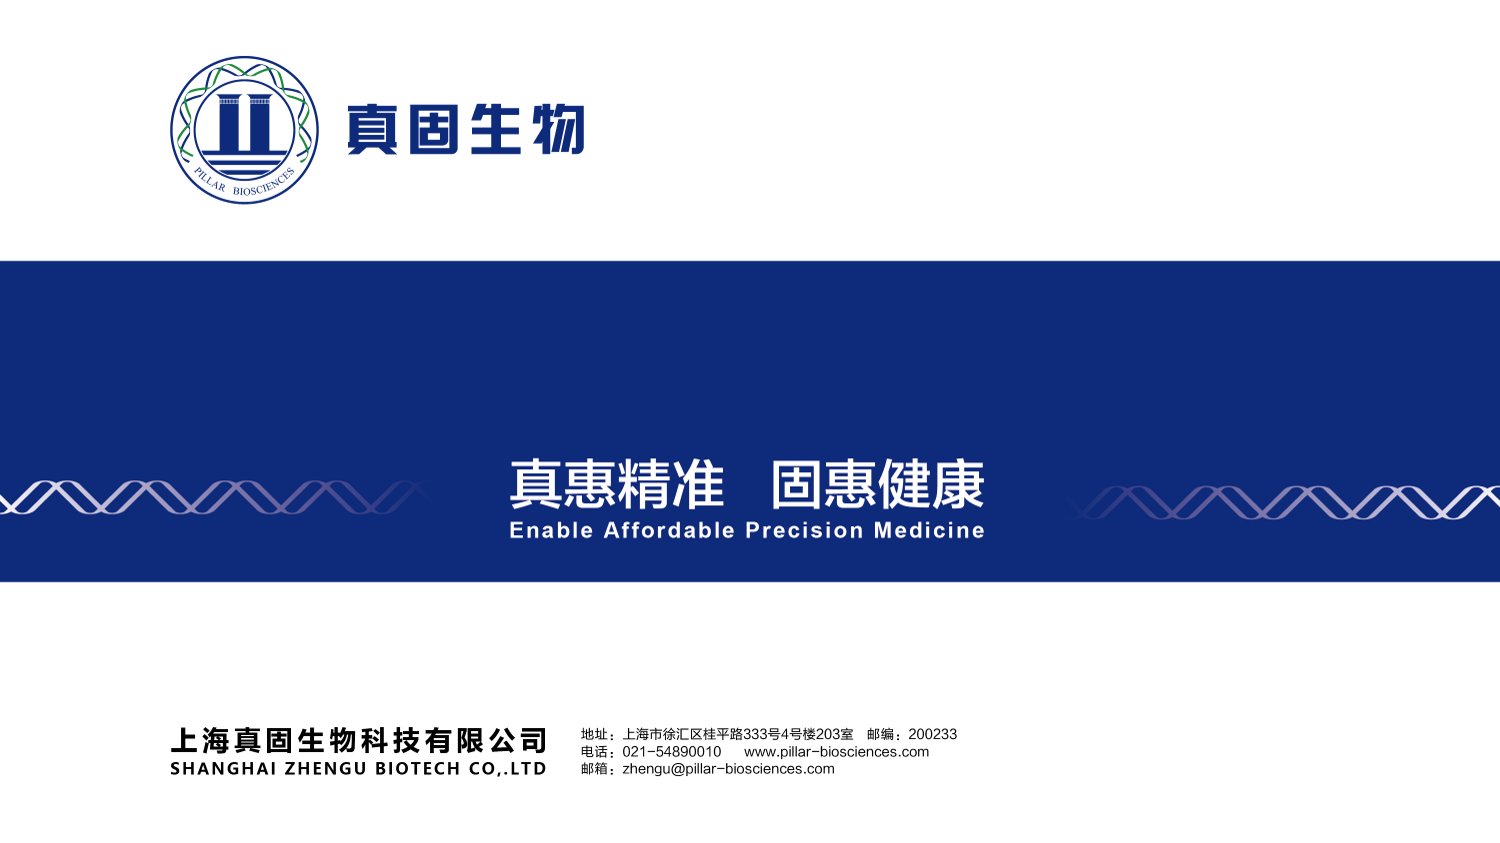 PILLAR BIOSCIENCES
真固生物
真惠精准 固惠健康
Enable Affordable Precision Medicine
上海真固生物科技有限公司
SHANGHAI ZHENGU BIOTECH CO,.LTD
地址：上海市徐汇区桂平路333号4号楼203室 邮编：200233
电话：021-54890010 www.pillar-biosciences.com
邮箱：zhengu@pillar-biosciences.com